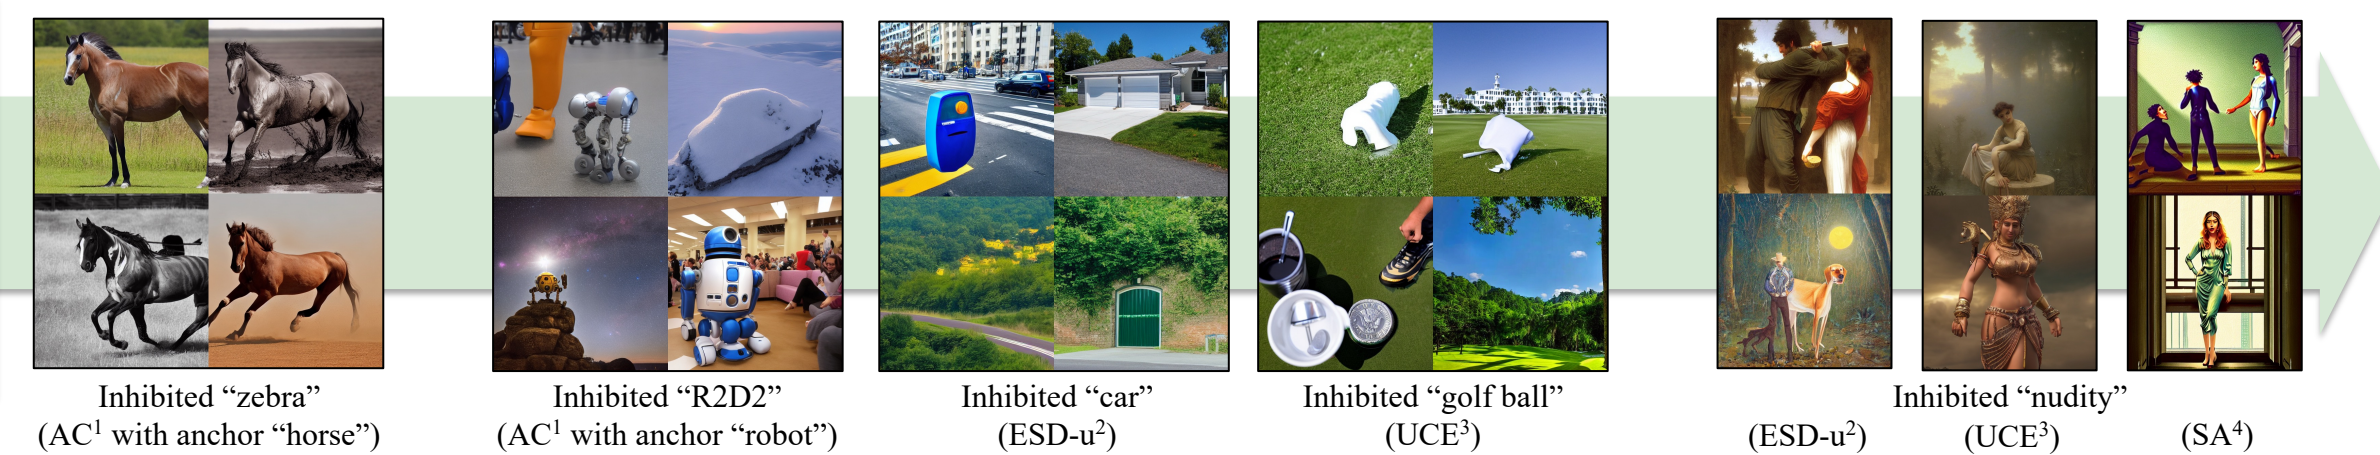 Inhibited “zebra”
(AC¹ with anchor “horse”)
Inhibited “R2D2”
(AC¹ with anchor “robot”)
Inhibited “car”
(ESD-u²)
Inhibited “golf ball”
(UCE³)
Inhibited “nudity”
(ESD-u²)
(UCE³)
(SA⁴)